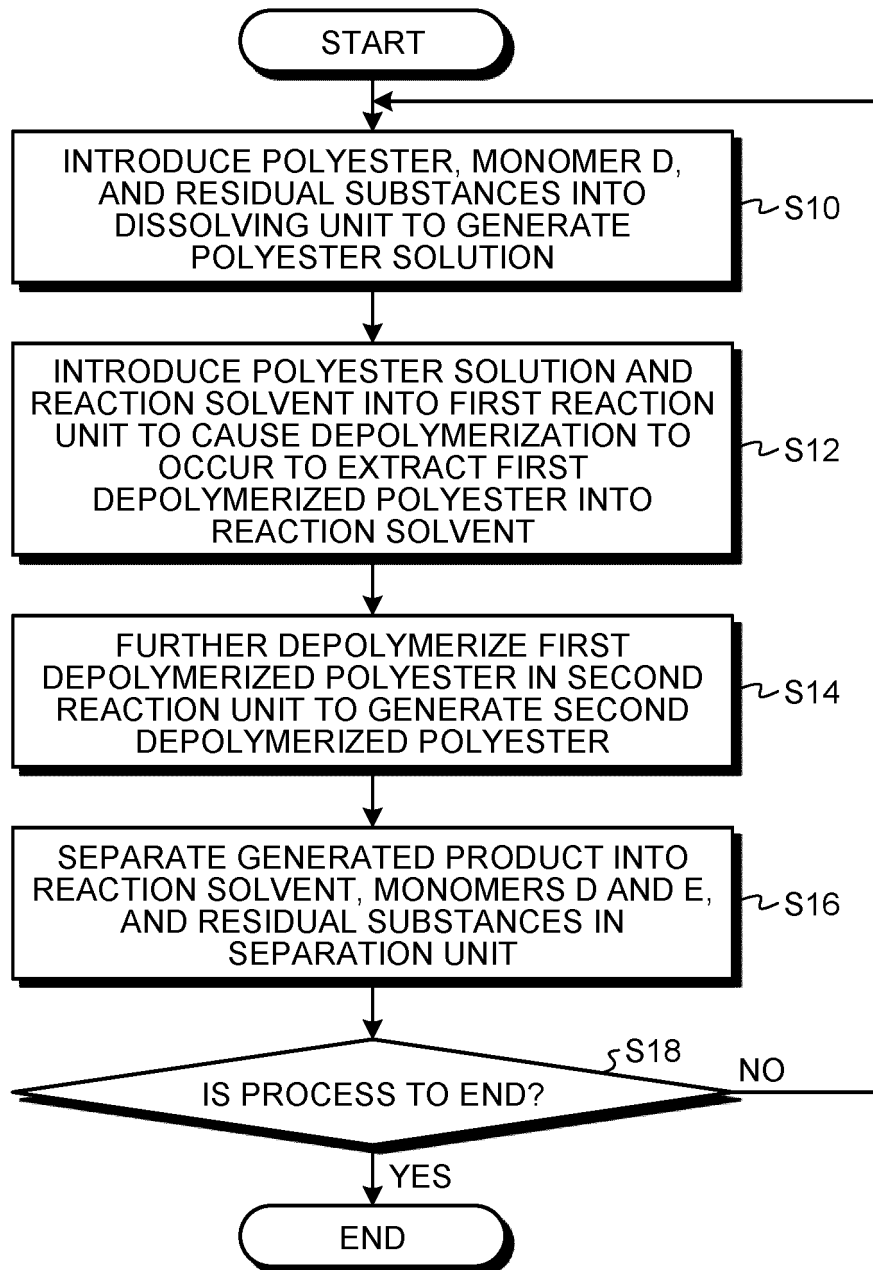 START
INTRODUCE POLYESTER, MONOMER D,
AND RESIDUAL SUBSTANCES INTO
DISSOLVING UNIT TO GENERATE
POLYESTER SOLUTION
S10
INTRODUCE POLYESTER SOLUTION AND
REACTION SOLVENT INTO FIRST REACTION
UNIT TO CAUSE DEPOLYMERIZATION TO
OCCUR TO EXTRACT FIRST
DEPOLYMERIZED POLYESTER INTO
REACTION SOLVENT
S12
FURTHER DEPOLYMERIZE FIRST
DEPOLYMERIZED POLYESTER IN SECOND
REACTION UNIT TO GENERATE SECOND
DEPOLYMERIZED POLYESTER
S14
SEPARATE GENERATED PRODUCT INTO
REACTION SOLVENT, MONOMERS D AND E,
AND RESIDUAL SUBSTANCES IN
SEPARATION UNIT
S16
S18
IS PROCESS TO END?
NO
YES
END